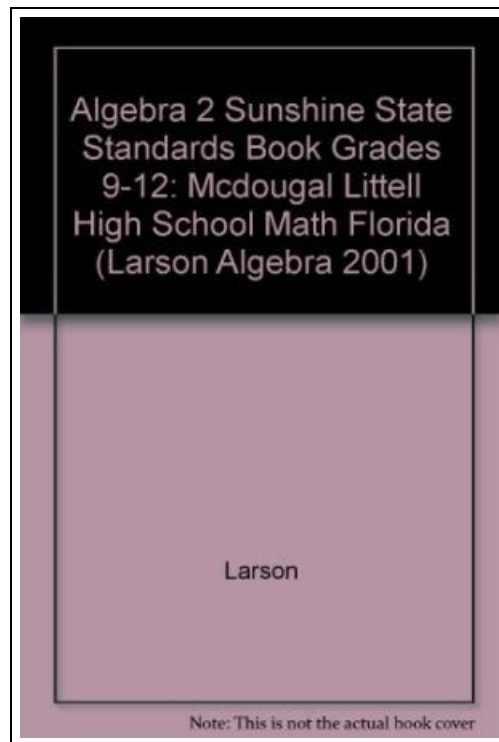 Algebra 2 Sunshine State
Standards Book Grades
9-12: Mcdougal Littell
High School Math Florida
(Larson Algebra 2001)
Larson
Note: This is not the actual book cover